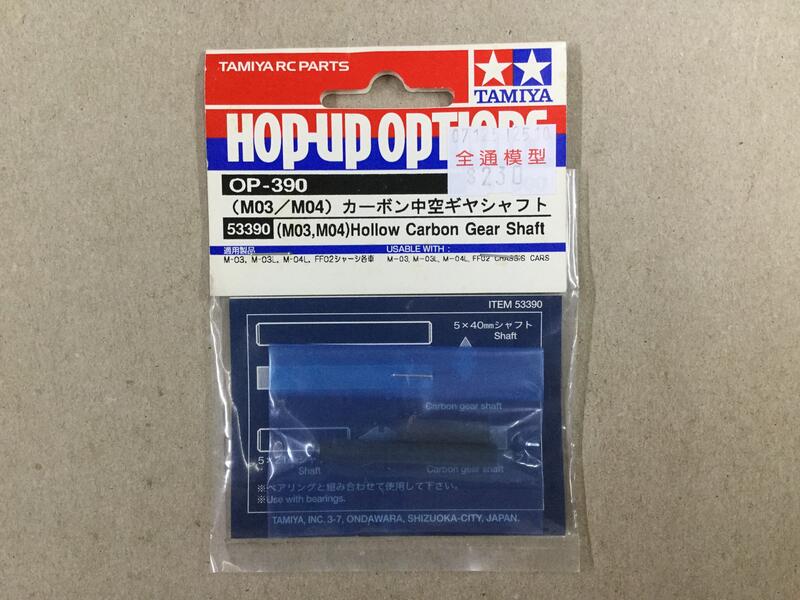 TAMIYA RC PARTS
TAMIYA
HOP-UP OPTIONS
全通模型
$230
OP-390
(M03/M04) カーボン中空ギヤシャフト
53390 (M03,M04)Hollow Carbon Gear Shaft
適用製品
USABLE WITH :
M-03, M-03L, M-04L, FF02シャーシ各車
M-03, M-03L, M-04L, FF02 CHASSIS CARS
ITEM 53390
5×40mmシャフト
Shaft
Carbon gear shaft
Shaft
Carbon gear shaft
※ベアリングと組み合わせて使用して下さい。
※Use with bearings.
TAMIYA, INC. 3-7, ONDAWARA, SHIZUOKA-CITY, JAPAN.